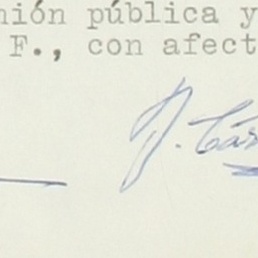 nión pública y
F., con afect